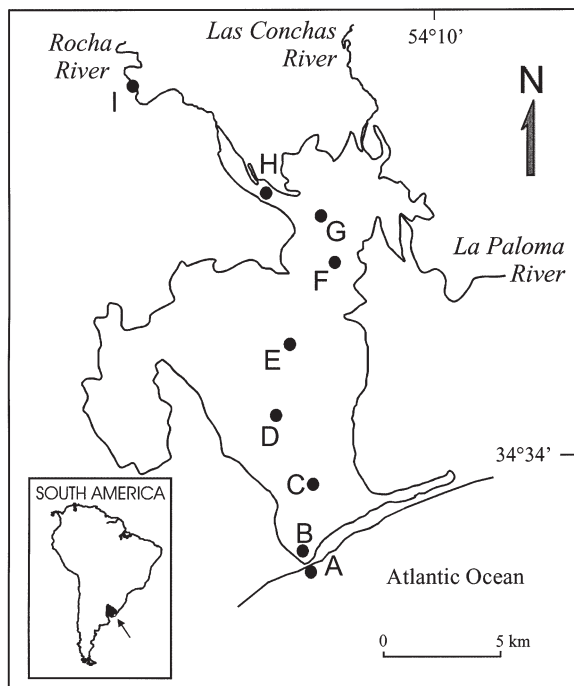 Las Conchas
River
54°10'
Rocha
River
N
I
H
G
La Paloma
River
F
E
D
34°34'
C
SOUTH AMERICA
B
A
Atlantic Ocean
0
5 km